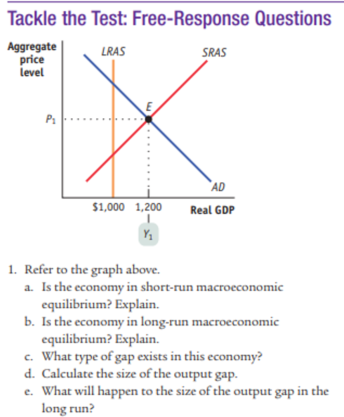 Tackle the Test: Free-Response Questions
Aggregate
price
level
LRAS
SRAS
E
P1
AD
$1,000 1,200
Real GDP
Y1
1. Refer to the graph above.
a. Is the economy in short-run macroeconomic
equilibrium? Explain.
b. Is the economy in long-run macroeconomic
equilibrium? Explain.
c. What type of gap exists in this economy?
d. Calculate the size of the output gap.
e. What will happen to the size of the output gap in the
long run?